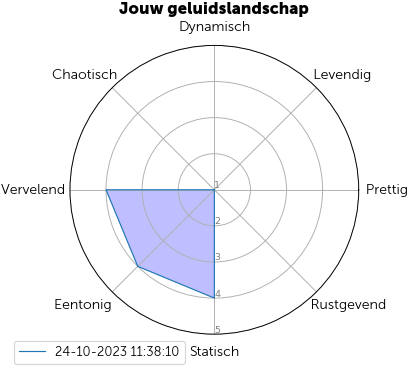 Jouw geluidslandschap
Dynamisch
Chaotisch
Levendig
Vervelend
1
Prettig
2
3
4
Eentonig
Rustgevend
5
24-10-2023 11:38:10
Statisch